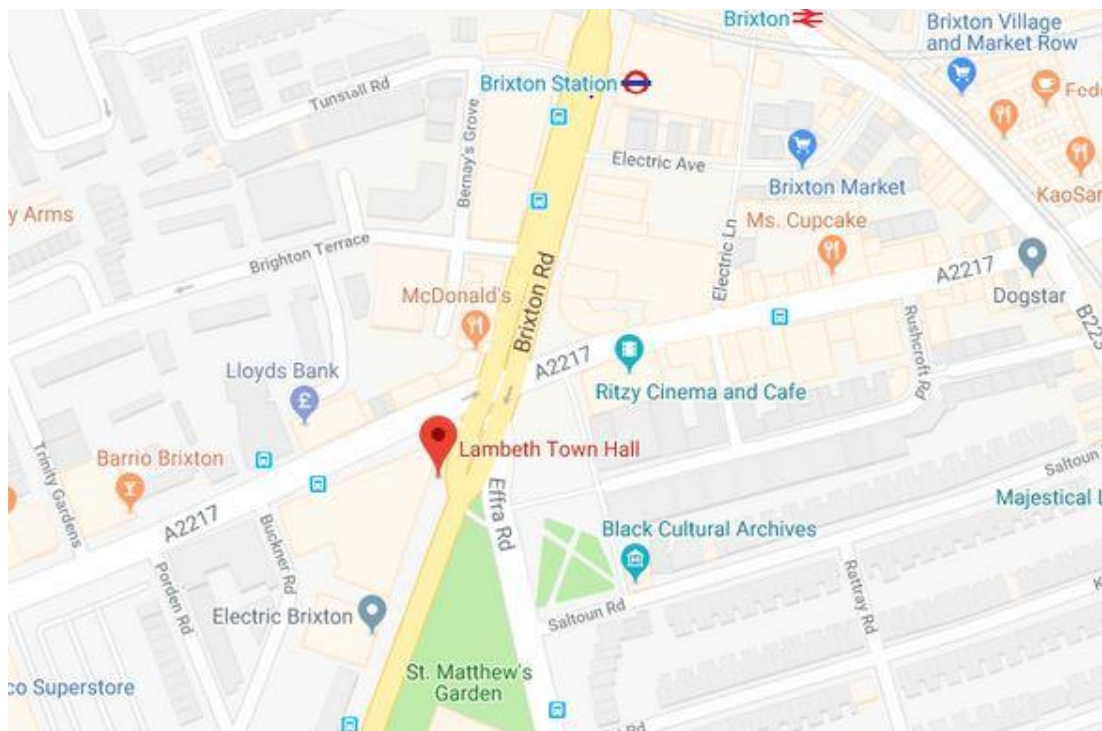 Brixton
Brixton Village
and Market Row
Brixton Station
Tunstall Rd
Bernay's Grove
Electric Ave
Brixton Market
KaoSar
y Arms
Ms. Cupcake
Electric Ln
Brighton Terrace
A2217
Dogstar
McDonald's
Brixton Rd
Rushcroft Rd
B223
A2217
Lloyds Bank
£
Ritzy Cinema and Cafe
Lambeth Town Hall
Trinity Gardens
Barrio Brixton
Saltoun
Majestical L
A2217
Effra Rd
Buckner Rd
Black Cultural Archives
Porden Rd
Electric Brixton
Saltoun Rd
Rattray Rd
K
St. Matthew's
Garden
co Superstore
Rd